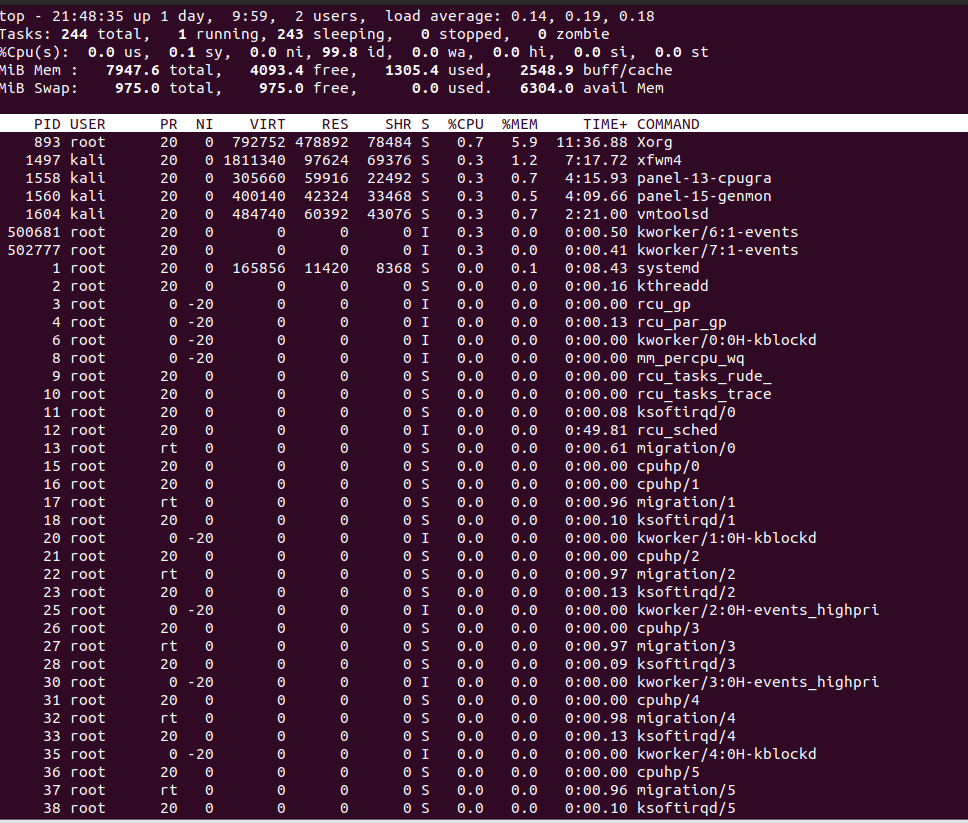 top - 21:48:35 up 1 day,  9:59,  2 users,  load average: 0.14, 0.19, 0.18
Tasks: 244 total,   1 running, 243 sleeping,   0 stopped,   0 zombie
%Cpu(s):  0.0 us,  0.1 sy,  0.0 ni, 99.8 id,  0.0 wa,  0.0 hi,  0.0 si,  0.0 st
MiB Mem :   7947.6 total,   4093.4 free,   1305.4 used,   2548.9 buff/cache
MiB Swap:    975.0 total,    975.0 free,      0.0 used.   6304.0 avail Mem
PID USER      PR  NI    VIRT    RES    SHR S  %CPU  %MEM     TIME+ COMMAND
893 root      20   0  792752 478892  78484 S   0.7   5.9  11:36.88 Xorg
1497 kali      20   0 1811340  97624  69376 S   0.3   1.2   7:17.72 xfwm4
1558 kali      20   0  305660  59916  22492 S   0.3   0.7   4:15.93 panel-13-cpugra
1560 kali      20   0  400140  42324  33468 S   0.3   0.5   4:09.66 panel-15-genmon
1604 kali      20   0  484740  60392  43076 S   0.3   0.7   2:21.00 vmtoolsd
500681 root      20   0       0      0      0 I   0.3   0.0   0:00.50 kworker/6:1-events
502777 root      20   0       0      0      0 I   0.3   0.0   0:00.41 kworker/7:1-events
1 root      20   0  165856  11420   8368 S   0.0   0.1   0:08.43 systemd
2 root      20   0       0      0      0 S   0.0   0.0   0:00.16 kthreadd
3 root       0 -20       0      0      0 I   0.0   0.0   0:00.00 rcu_gp
4 root       0 -20       0      0      0 I   0.0   0.0   0:00.13 rcu_par_gp
6 root       0 -20       0      0      0 I   0.0   0.0   0:00.00 kworker/0:0H-kblockd
8 root       0 -20       0      0      0 I   0.0   0.0   0:00.00 mm_percpu_wq
9 root      20   0       0      0      0 S   0.0   0.0   0:00.00 rcu_tasks_rude_
10 root      20   0       0      0      0 S   0.0   0.0   0:00.00 rcu_tasks_trace
11 root      20   0       0      0      0 S   0.0   0.0   0:00.08 ksoftirqd/0
12 root      20   0       0      0      0 I   0.0   0.0   0:49.81 rcu_sched
13 root      rt   0       0      0      0 S   0.0   0.0   0:00.61 migration/0
15 root      20   0       0      0      0 S   0.0   0.0   0:00.00 cpuhp/0
16 root      20   0       0      0      0 S   0.0   0.0   0:00.00 cpuhp/1
17 root      rt   0       0      0      0 S   0.0   0.0   0:00.96 migration/1
18 root      20   0       0      0      0 S   0.0   0.0   0:00.10 ksoftirqd/1
20 root       0 -20       0      0      0 I   0.0   0.0   0:00.00 kworker/1:0H-kblockd
21 root      20   0       0      0      0 S   0.0   0.0   0:00.00 cpuhp/2
22 root      rt   0       0      0      0 S   0.0   0.0   0:00.97 migration/2
23 root      20   0       0      0      0 S   0.0   0.0   0:00.13 ksoftirqd/2
25 root       0 -20       0      0      0 I   0.0   0.0   0:00.00 kworker/2:0H-events_highpri
26 root      20   0       0      0      0 S   0.0   0.0   0:00.00 cpuhp/3
27 root      rt   0       0      0      0 S   0.0   0.0   0:00.97 migration/3
28 root      20   0       0      0      0 S   0.0   0.0   0:00.09 ksoftirqd/3
30 root       0 -20       0      0      0 I   0.0   0.0   0:00.00 kworker/3:0H-events_highpri
31 root      20   0       0      0      0 S   0.0   0.0   0:00.00 cpuhp/4
32 root      rt   0       0      0      0 S   0.0   0.0   0:00.98 migration/4
33 root      20   0       0      0      0 S   0.0   0.0   0:00.13 ksoftirqd/4
35 root       0 -20       0      0      0 I   0.0   0.0   0:00.00 kworker/4:0H-kblockd
36 root      20   0       0      0      0 S   0.0   0.0   0:00.00 cpuhp/5
37 root      rt   0       0      0      0 S   0.0   0.0   0:00.96 migration/5
38 root      20   0       0      0      0 S   0.0   0.0   0:00.10 ksoftirqd/5